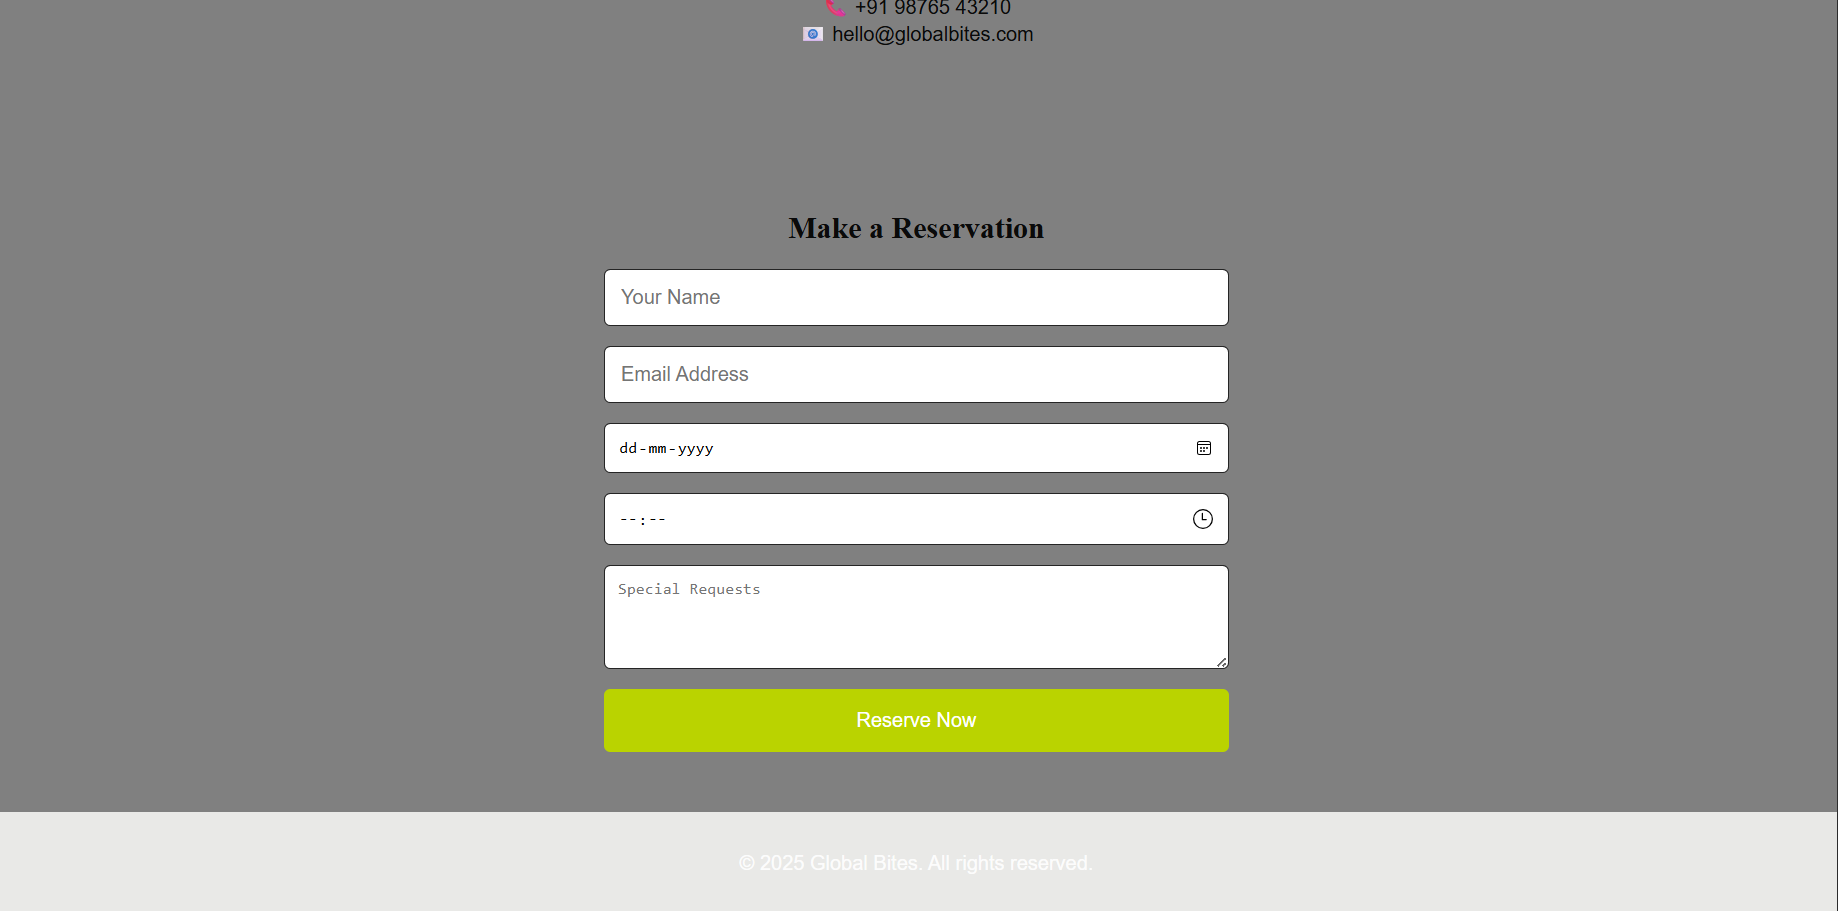 +91 98765 43210
hello@globalbites.com
Make a Reservation
Your Name
Email Address
dd-mm-yyyy
--:--
Special Requests
Reserve Now
© 2025 Global Bites. All rights reserved.